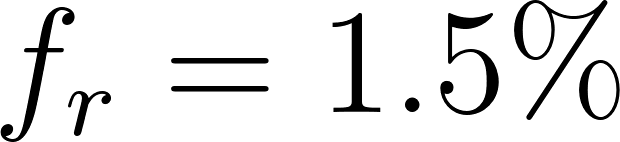 f_r = 1.5%